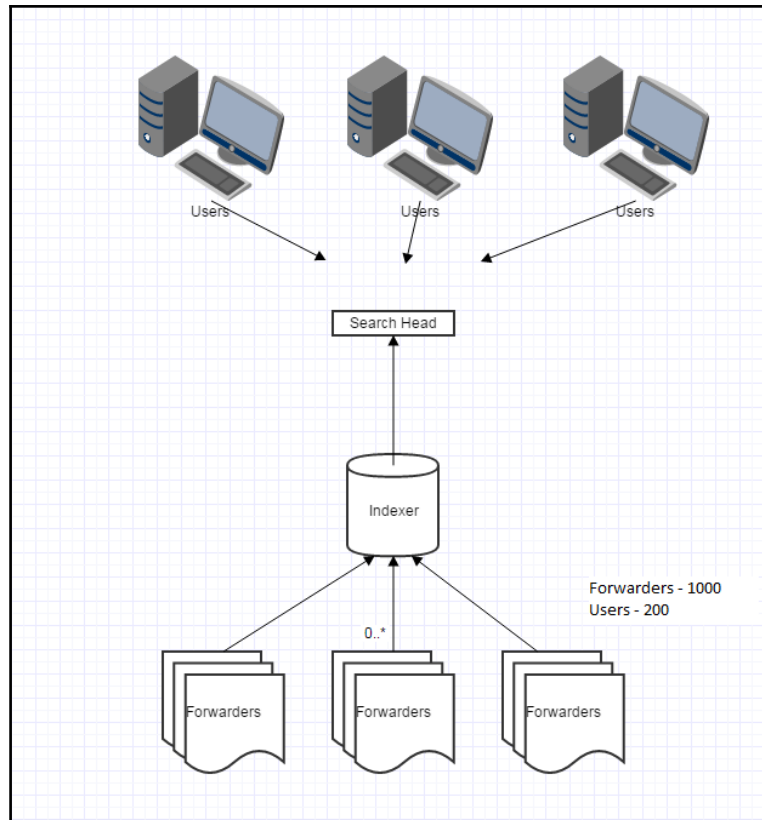 Users
Users
Users
Search Head
Indexer
Forwarders - 1000
Users - 200
0..*
Forwarders
Forwarders
Forwarders